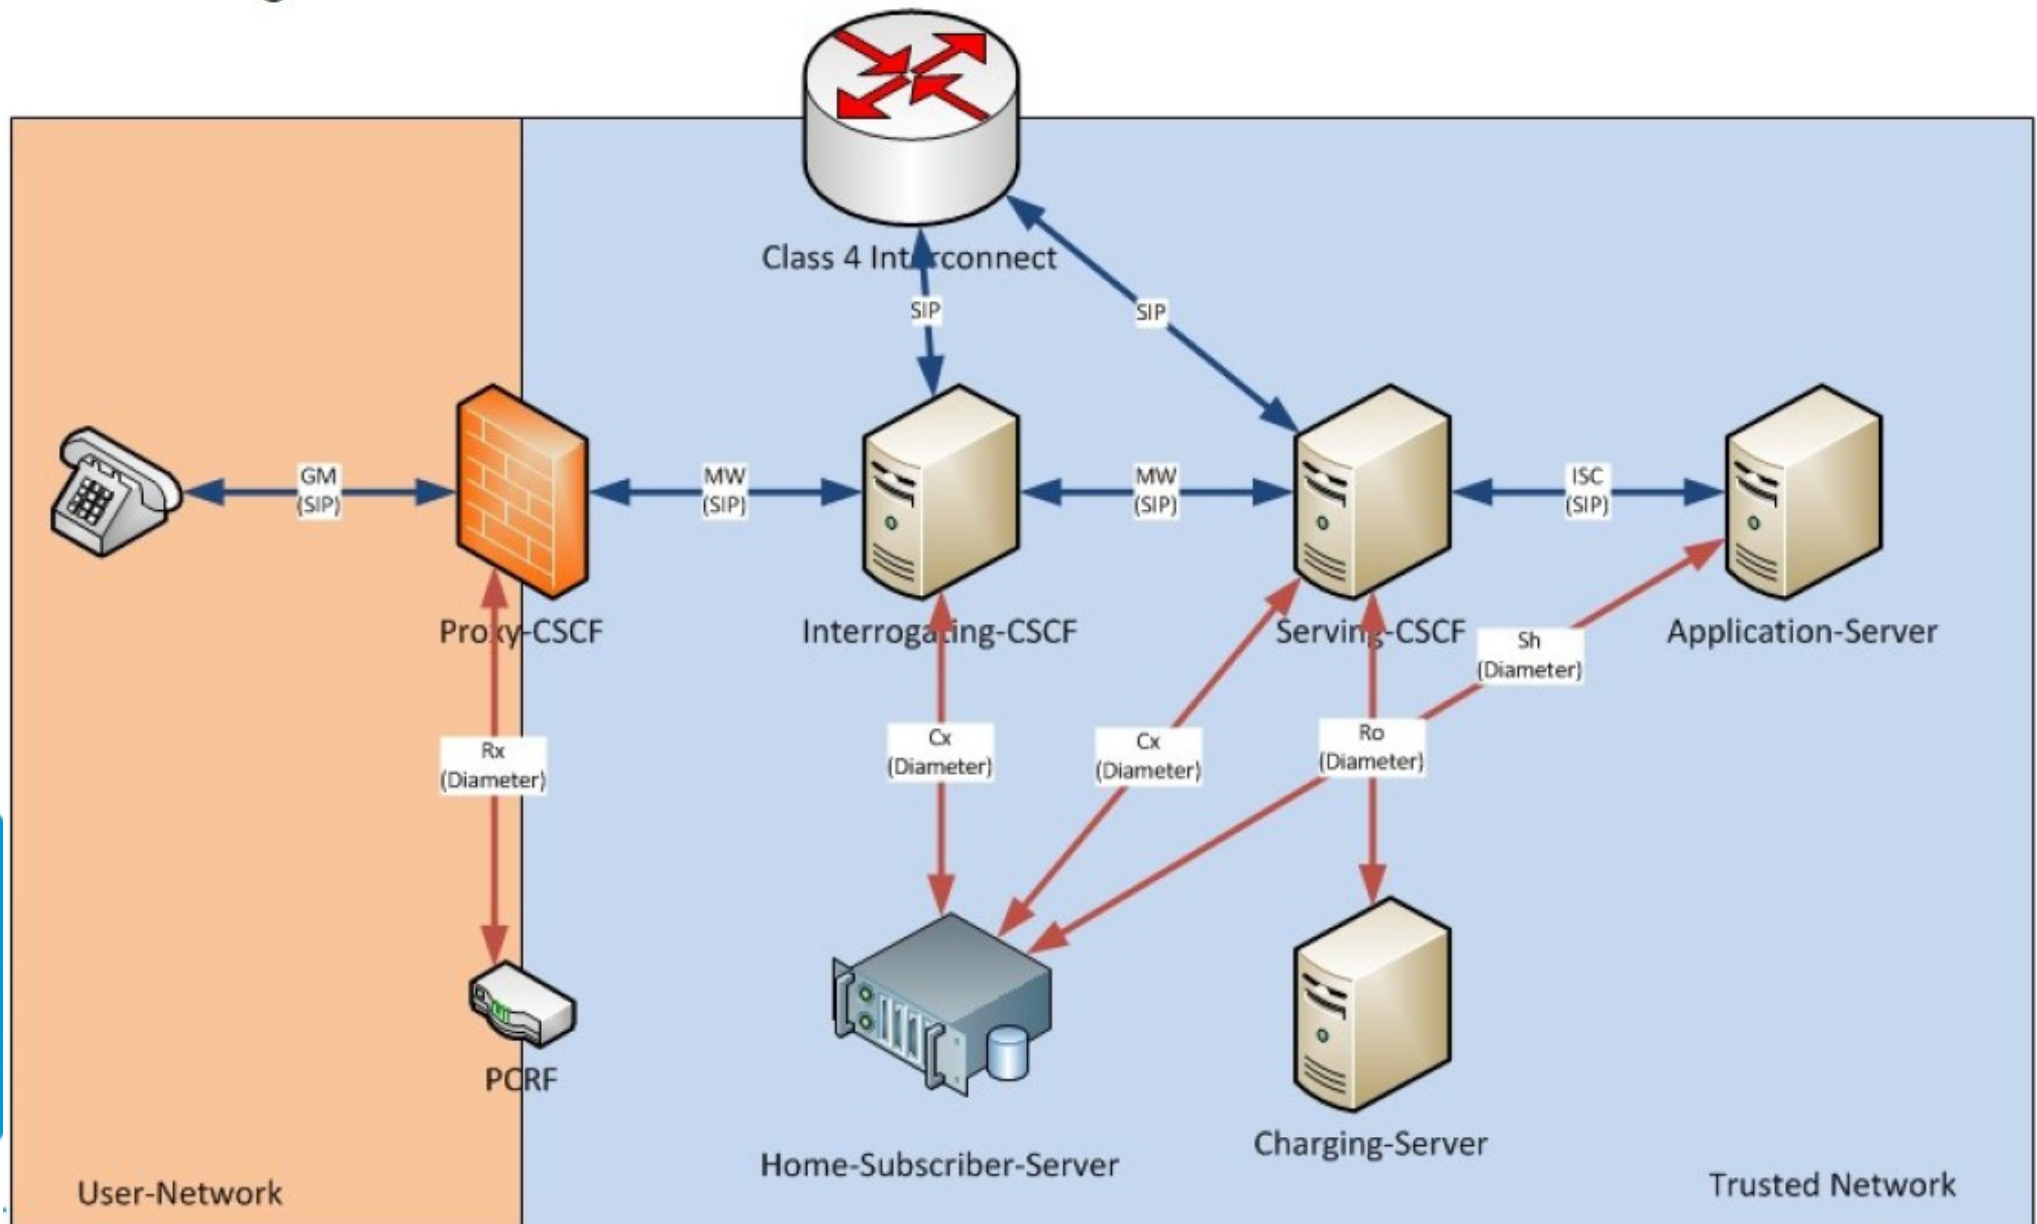 Class 4 Interconnect
SIP
SIP
GM
(SIP)
MW
(SIP)
MW
(SIP)
ISC
(SIP)
Proxy-CSCF
Interrogating-CSCF
Serving-CSCF
Application-Server
Sh
(Diameter)
Rx
(Diameter)
Cx
(Diameter)
Cx
(Diameter)
Ro
(Diameter)
PCRF
Home-Subscriber-Server
Charging-Server
User-Network
Trusted Network